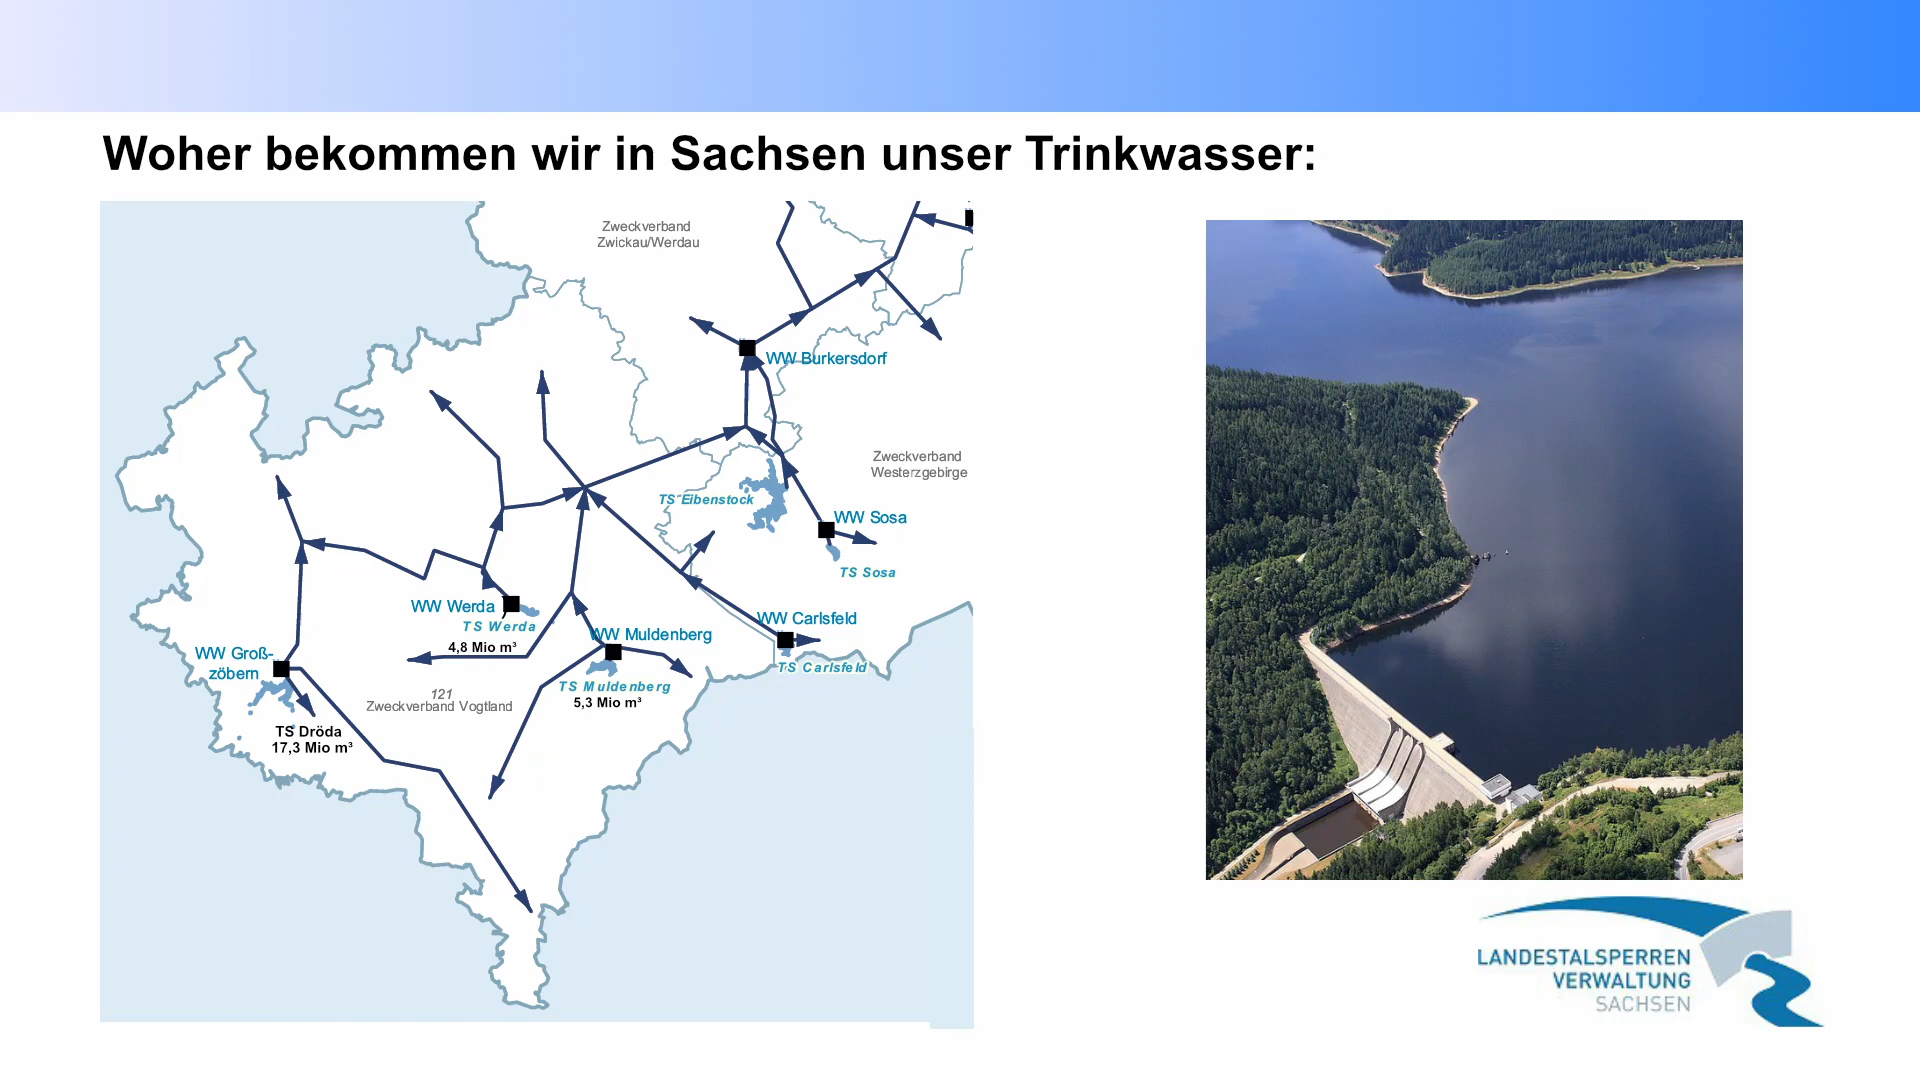 Woher bekommen wir in Sachsen unser Trinkwasser:
Zweckverband
Zwickau/Werdau
WW Burkersdorf
Zweckverband
Westerzgebirge
TS Eibenstock
WW Sosa
TS Sosa
WW Werda
TS Werda
4,8 Mio m³
WW Carlsfeld
TS Carlsfeld
WW Muldenberg
TS Muldenberg
5,3 Mio m³
WW Groß-
zöbern
121
Zweckverband Vogtland
TS Dröda
17,3 Mio m³
LANDESTALSPERREN
VERWALTUNG
SACHSEN